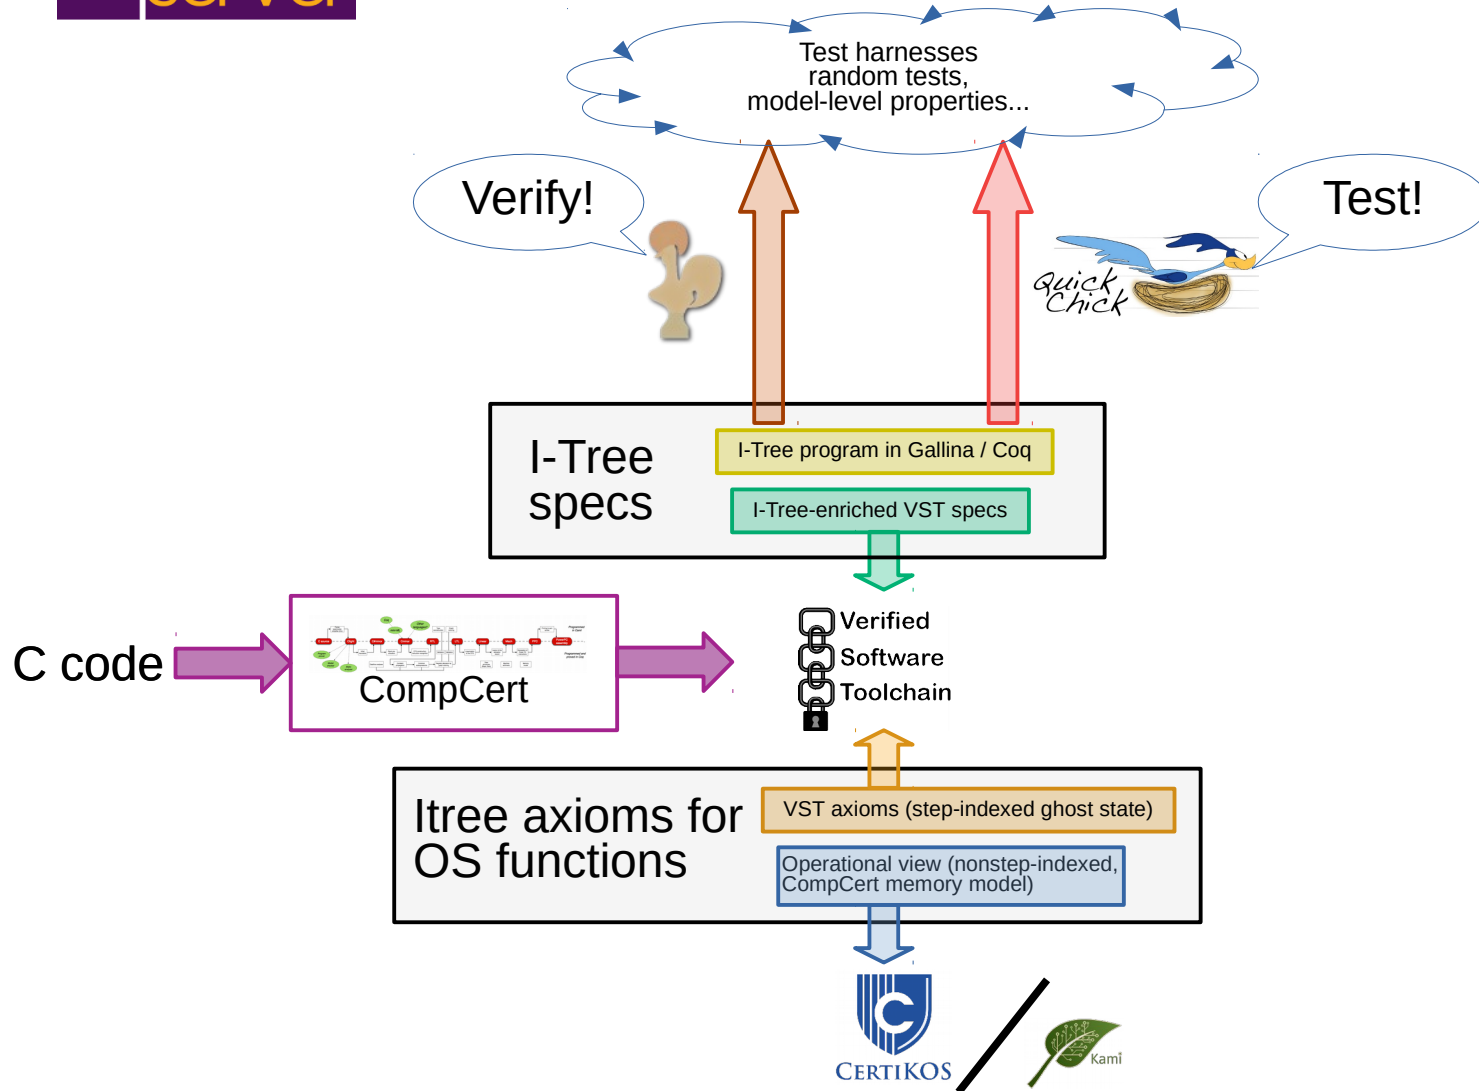 Test harnesses
random tests,
model-level properties...
Verify!
Test!
Quick
Chick
I-Tree
specs
I-Tree program in Gallina / Coq
I-Tree-enriched VST specs
C code
CompCert
Verified
Software
Toolchain
Itree axioms for
OS functions
VST axioms (step-indexed ghost state)
Operational view (nonstep-indexed,
CompCert memory model)
C
CERTIKOS
Kami